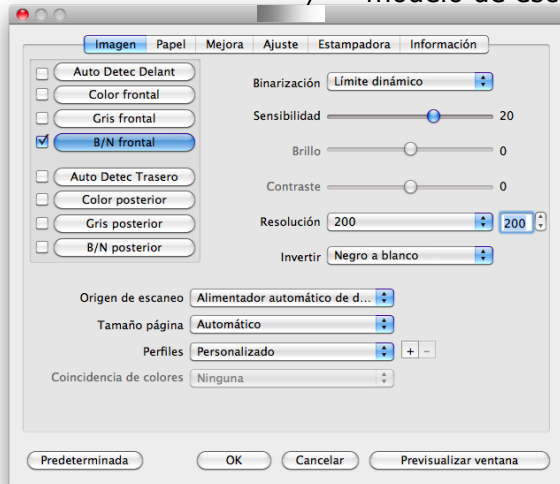 modelo de esc
Imagen Papel Mejora Ajuste Estampadora Información
Auto Detec Delant
Color frontal
Gris frontal
B/N frontal
Auto Detec Trasero
Color posterior
Gris posterior
B/N posterior
Binarización Límite dinámico
Sensibilidad 20
Brillo 0
Contraste 0
Resolución 200 200
Invertir Negro a blanco
Origen de escaneo Alimentador automático de d...
Tamaño página Automático
Perfiles Personalizado + -
Coincidencia de colores Ninguna
Predeterminada OK Cancelar Previsualizar ventana